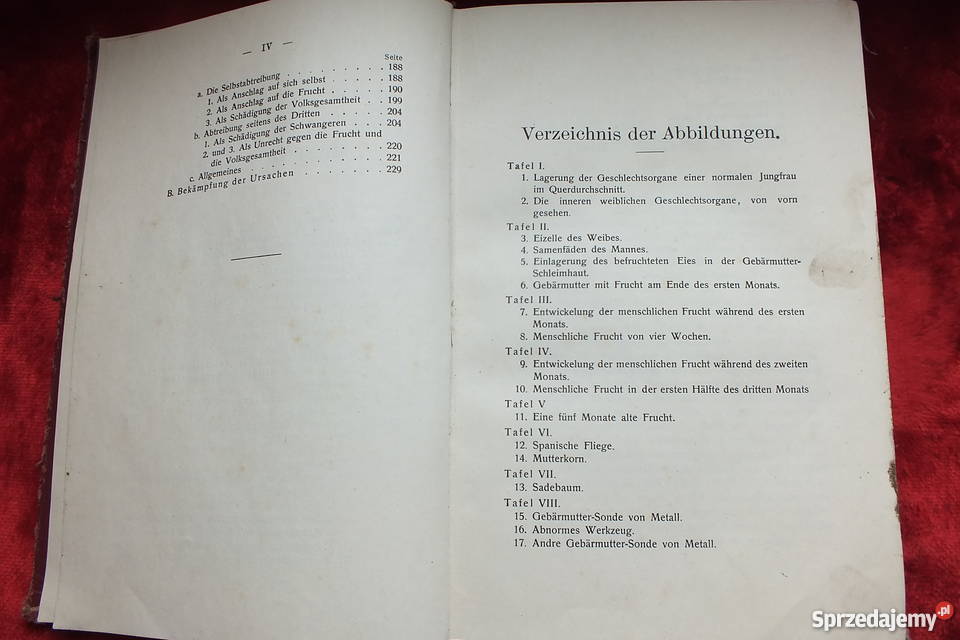 — IV —
Seite
a. Die Selbstabtreibung . . . . . . . . . 188
1. Als Anschlag auf sich selbst . . . . . 188
2. Als Anschlag auf die Frucht . . . . . 190
3. Als Schädigung der Volksgesamtheit . . 199
b. Abtreibung seitens des Dritten . . . . . 204
1. Als Schädigung der Schwangeren . . . 204
2. und 3. Als Unrecht gegen die Frucht und
die Volksgesamtheit . . . . . . . . 220
c. Allgemeines . . . . . . . . . . . 221
B. Bekämpfung der Ursachen . . . . . . . 229
Verzeichnis der Abbildungen.
Tafel I.
1. Lagerung der Geschlechtsorgane einer normalen Jungfrau
im Querdurchschnitt.
2. Die inneren weiblichen Geschlechtsorgane, von vorn
gesehen.
Tafel II.
3. Eizelle des Weibes.
4. Samenfäden des Mannes.
5. Einlagerung des befruchteten Eies in der Gebärmutter-
Schleimhaut.
6. Gebärmutter mit Frucht am Ende des ersten Monats.
Tafel III.
7. Entwickelung der menschlichen Frucht während des ersten
Monats.
8. Menschliche Frucht von vier Wochen.
Tafel IV.
9. Entwickelung der menschlichen Frucht während des zweiten
Monats.
10. Menschliche Frucht in der ersten Hälfte des dritten Monats
Tafel V
11. Eine fünf Monate alte Frucht.
Tafel VI.
12. Spanische Fliege.
14. Mutterkorn.
Tafel VII.
13. Sadebaum.
Tafel VIII.
15. Gebärmutter-Sonde von Metall.
16. Abnormes Werkzeug.
17. Andre Gebärmutter-Sonde von Metall.
Sprzedajemy.pl